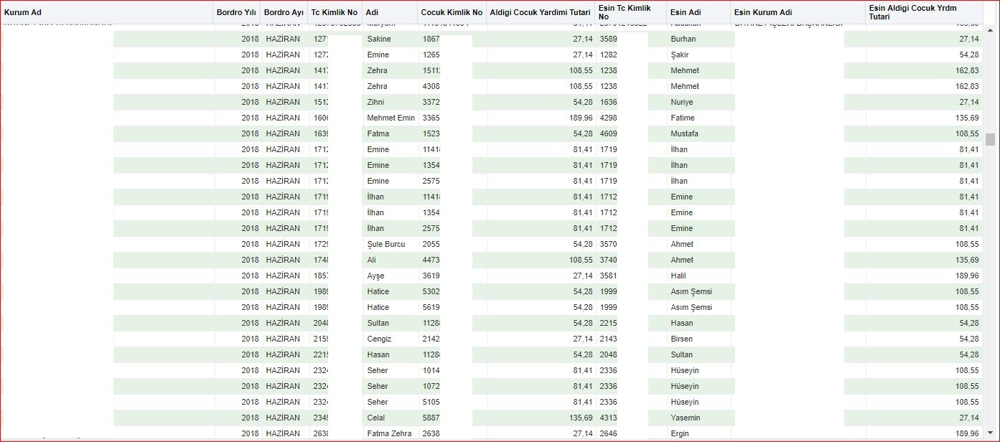 Kurum Ad Bordro Yılı Bordro Ayı Tc Kimlik No Adi Cocuk Kimlik No Aldigi Cocuk Yardimi Tutari Esin Tc Kimlik No Esin Adi Esin Kurum Adi Esin Aldigi Cocuk Yrdm Tutari
2018 HAZİRAN 127 Sakine 1867 27,14 3589 Burhan 27,14
2018 HAZİRAN 1272 Emine 1265 27,14 1282 Şakir 54,28
2018 HAZİRAN 1417 Zehra 1511 108,55 1238 Mehmet 162,83
2018 HAZİRAN 1417 Zehra 4308 108,55 1238 Mehmet 162,83
2018 HAZİRAN 1512 Zihni 3372 54,28 1636 Nuriye 27,14
2018 HAZİRAN 1606 Mehmet Emin 3365 189,96 4298 Fatime 135,69
2018 HAZİRAN 1639 Fatma 1523 54,28 4609 Mustafa 108,55
2018 HAZİRAN 1712 Emine 1141 81,41 1719 İlhan 81,41
2018 HAZİRAN 1712 Emine 1354 81,41 1719 İlhan 81,41
2018 HAZİRAN 1712 Emine 2575 81,41 1719 İlhan 81,41
2018 HAZİRAN 1719 İlhan 1141 81,41 1712 Emine 81,41
2018 HAZİRAN 1719 İlhan 1354 81,41 1712 Emine 81,41
2018 HAZİRAN 1719 İlhan 2575 81,41 1712 Emine 81,41
2018 HAZİRAN 1729 Şule Burcu 2055 54,28 3570 Ahmet 108,55
2018 HAZİRAN 1748 Ali 4473 108,55 3740 Ahmet 135,69
2018 HAZİRAN 1857 Ayşe 3619 27,14 3581 Halil 189,96
2018 HAZİRAN 1989 Hatice 5302 54,28 1999 Asım Şemsi 108,55
2018 HAZİRAN 1989 Hatice 5619 54,28 1999 Asım Şemsi 108,55
2018 HAZİRAN 2048 Sultan 1128 54,28 2215 Hasan 54,28
2018 HAZİRAN 2159 Cengiz 2142 27,14 2143 Birsen 54,28
2018 HAZİRAN 2215 Hasan 1128 54,28 2048 Sultan 54,28
2018 HAZİRAN 2324 Seher 1014 81,41 2336 Hüseyin 108,55
2018 HAZİRAN 2324 Seher 1072 81,41 2336 Hüseyin 108,55
2018 HAZİRAN 2324 Seher 5105 81,41 2336 Hüseyin 108,55
2018 HAZİRAN 2349 Celal 5887 135,69 4313 Yasemin 27,14
2018 HAZİRAN 2638 Fatma Zehra 2638 27,14 2646 Ergin 189,96